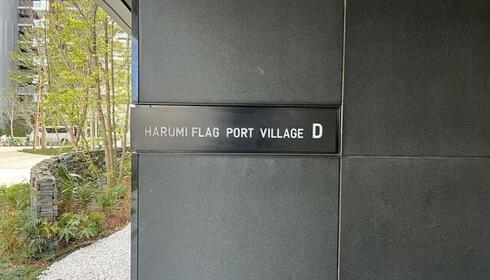 HARUMI FLAG PORT VILLAGE D